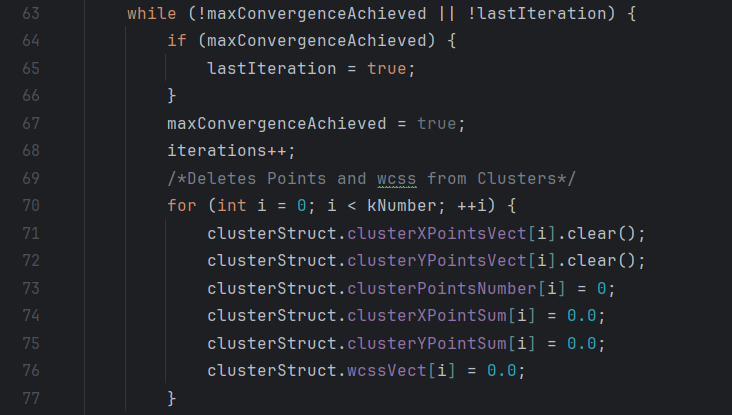 63 while (!maxConvergenceAchieved || !lastIteration) {
64 if (maxConvergenceAchieved) {
65 lastIteration = true;
66 }
67 maxConvergenceAchieved = true;
68 iterations++;
69 /*Deletes Points and wcss from Clusters*/
70 for (int i = 0; i < kNumber; ++i) {
71 clusterStruct.clusterXPointsVect[i].clear();
72 clusterStruct.clusterYPointsVect[i].clear();
73 clusterStruct.clusterPointsNumber[i] = 0;
74 clusterStruct.clusterXPointSum[i] = 0.0;
75 clusterStruct.clusterYPointSum[i] = 0.0;
76 clusterStruct.wcssVect[i] = 0.0;
77 }